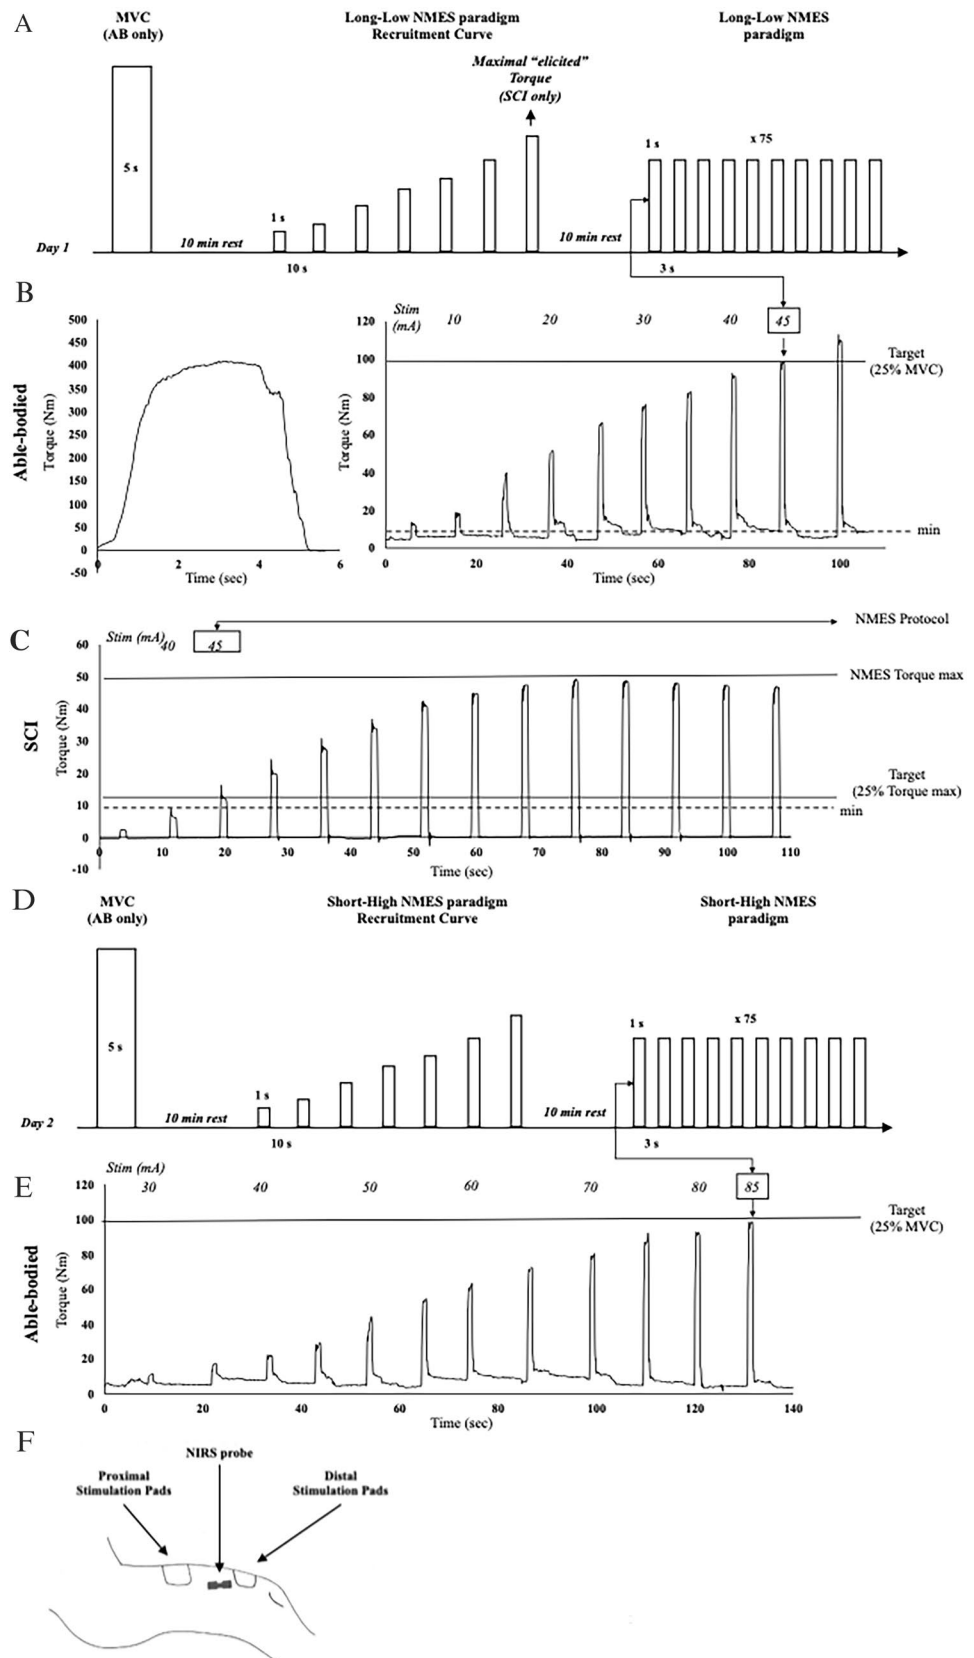 A
MVC
(AB only)
Long-Low NMES paradigm
Recruitment Curve
Long-Low NMES
paradigm
Maximal “elicited”
Torque
(SCI only)
5 s
1 s
1 s
x 75
Day 1
10 min rest
10 s
10 min rest
3 s
B
Able-bodied
Torque (Nm)
500
450
400
350
300
250
200
150
100
50
0
-50
0
2
4
6
Time (sec)
Stim
(mA)
10
20
30
40
45
Torque (Nm)
120
100
80
60
40
20
0
Target
(25% MVC)
min
0
20
40
60
80
100
Time (sec)
C
SCI
Stim (mA)
40
45
NMES Protocol
Torque (Nm)
60
50
40
30
20
10
0
-10
NMES Torque max
Target
(25% Torque max)
min
0
10
20
30
40
50
60
70
80
90
100
110
Time (sec)
D
MVC
(AB only)
Short-High NMES paradigm
Recruitment Curve
Short-High NMES
paradigm
5 s
1 s
1 s
x 75
Day 2
10 min rest
10 s
10 min rest
3 s
E
Able-bodied
Stim (mA)
30
40
50
60
70
80
85
Torque (Nm)
120
100
80
60
40
20
0
Target
(25% MVC)
0
20
40
60
80
100
120
140
Time (sec)
F
NIRS probe
Proximal
Stimulation Pads
Distal
Stimulation Pads